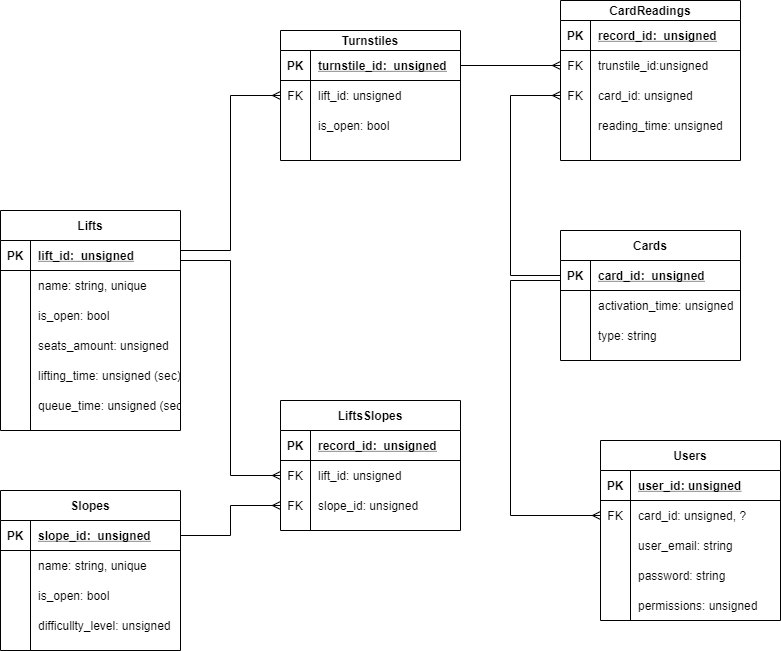 CardReadings
PK record_id: unsigned
FK trunstile_id:unsigned
FK card_id: unsigned
reading_time: unsigned
Turnstiles
PK turnstile_id: unsigned
FK lift_id: unsigned
is_open: bool
Lifts
PK lift_id: unsigned
name: string, unique
is_open: bool
seats_amount: unsigned
lifting_time: unsigned (sec)
queue_time: unsigned (sec
Cards
PK card_id: unsigned
activation_time: unsigned
type: string
LiftsSlopes
PK record_id: unsigned
FK lift_id: unsigned
FK slope_id: unsigned
Users
PK user_id: unsigned
FK card_id: unsigned, ?
user_email: string
password: string
permissions: unsigned
Slopes
PK slope_id: unsigned
name: string, unique
is_open: bool
difficullty_level: unsigned